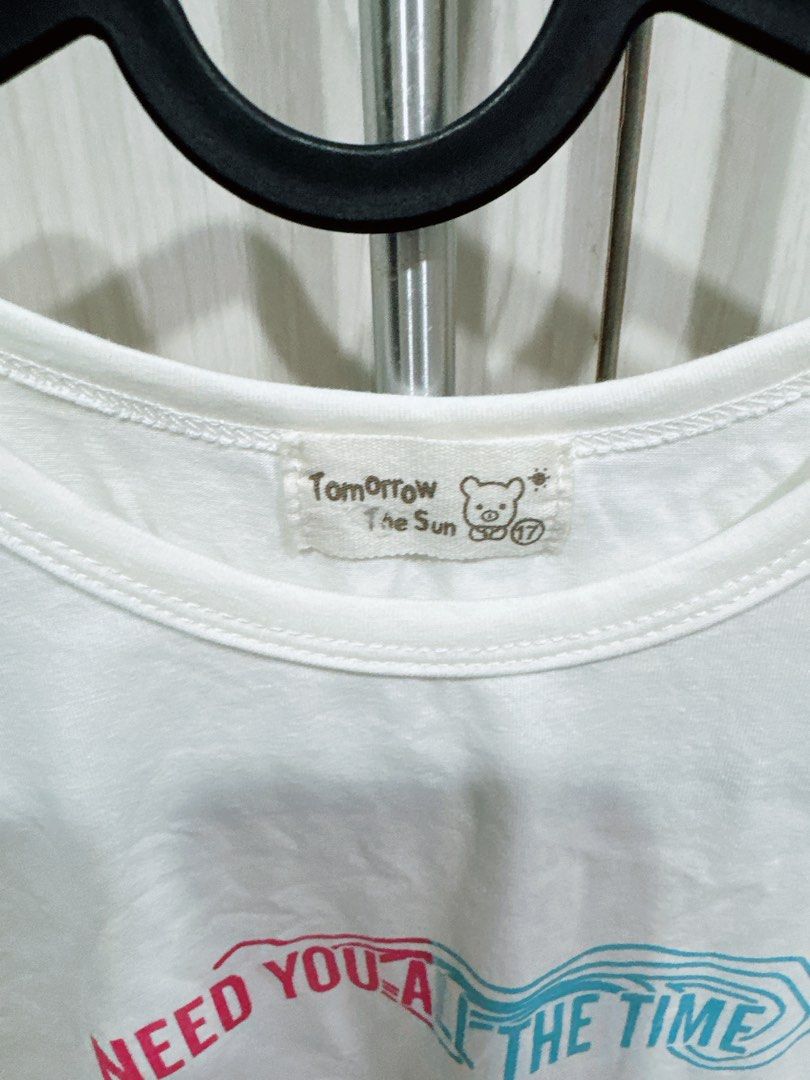 Tomorrow
The Sun
17
NEED YOU ALL THE TIME